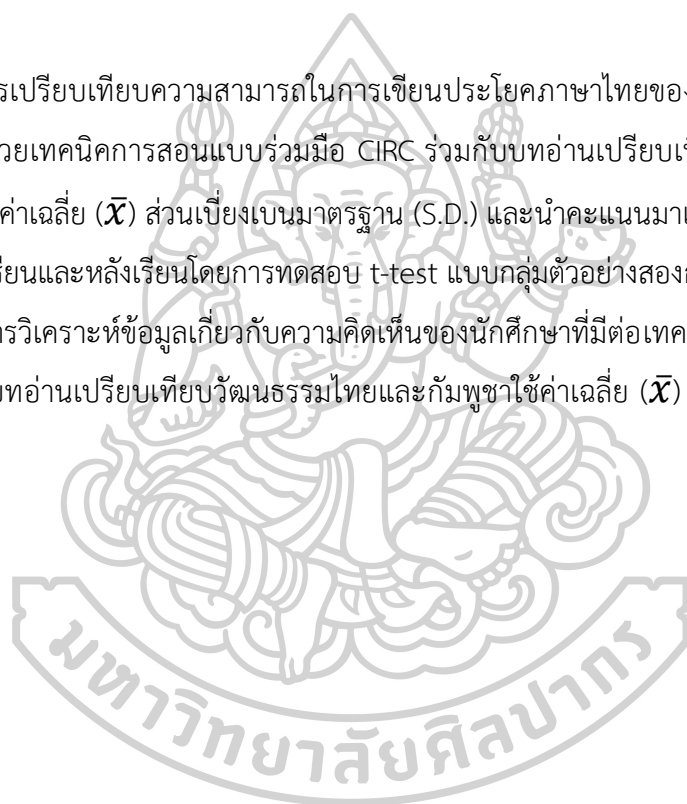 รเปรียบเทียบความสามารถในการเขียนประโยคภาษาไทยของ
วยเทคนิคการสอนแบบร่วมมือ CIRC ร่วมกับบทอ่านเปรียบเ
ค่าเฉลี่ย (x̄) ส่วนเบี่ยงเบนมาตรฐาน (S.D.) และนำคะแนนมาเ
รียนและหลังเรียนโดยการทดสอบ t-test แบบกลุ่มตัวอย่างสอง
ารวิเคราะห์ข้อมูลเกี่ยวกับความคิดเห็นของนักศึกษาที่มีต่อเทค
บทอ่านเปรียบเทียบวัฒนธรรมไทยและกัมพูชาใช้ค่าเฉลี่ย (x̄)
มหาวิทยาลัยศิลปากร